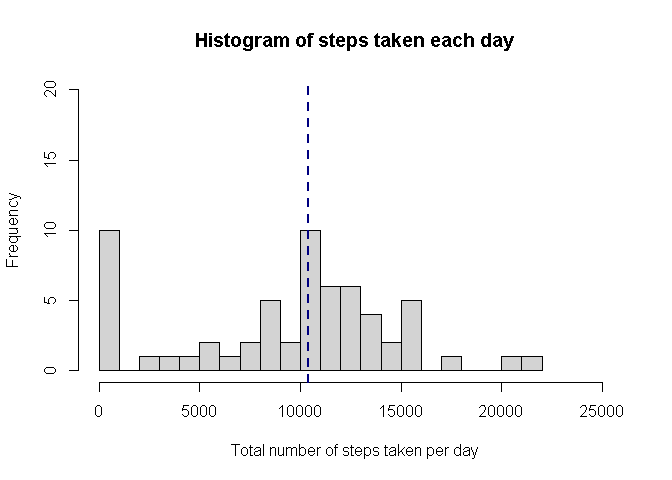 Histogram of steps taken each day
Frequency
20
15
10
5
0
0 5000 10000 15000 20000 25000
Total number of steps taken per day